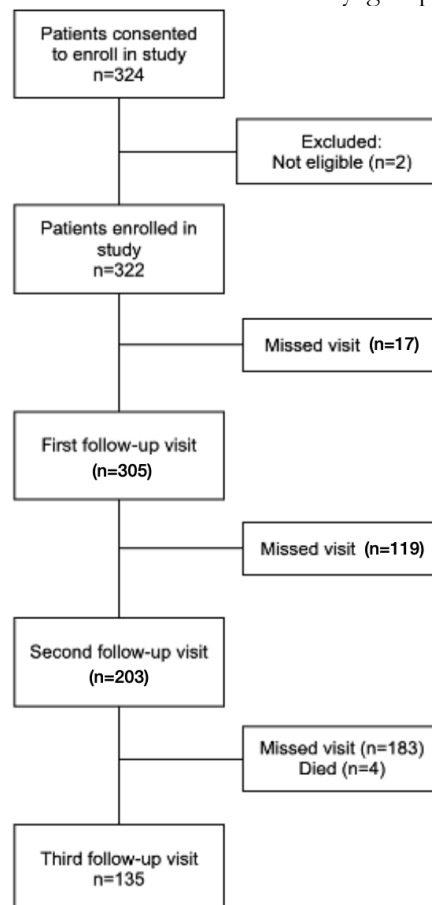 Patients consented
to enroll in study
n=324
Excluded:
Not eligible (n=2)
Patients enrolled in
study
n=322
Missed visit (n=17)
First follow-up visit
(n=305)
Missed visit (n=119)
Second follow-up visit
(n=203)
Missed visit (n=183)
Died (n=4)
Third follow-up visit
n=135